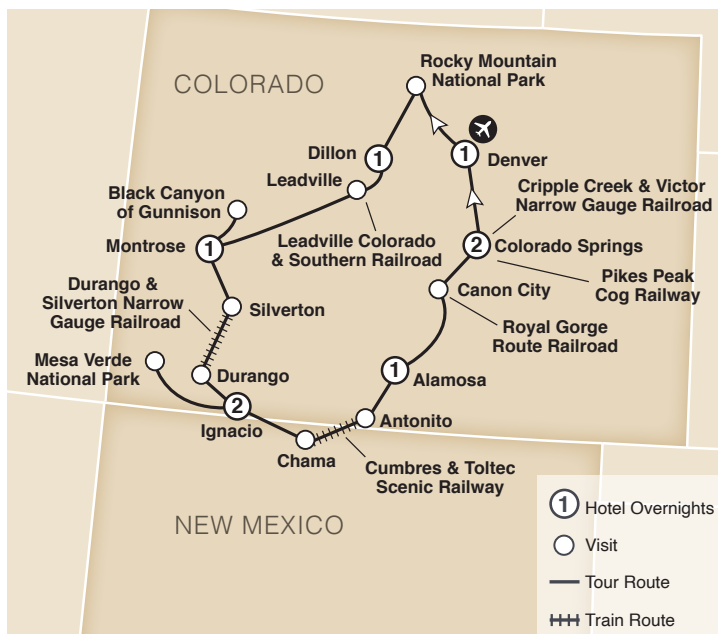 Rocky Mountain
National Park
COLORADO
Dillon
1
1
Denver
Leadville
Cripple Creek & Victor
Narrow Gauge Railroad
Black Canyon
of Gunnison
Montrose
1
Leadville Colorado
& Southern Railroad
2
Colorado Springs
Pikes Peak
Cog Railway
Durango &
Silverton Narrow
Gauge Railroad
Silverton
Canon City
Royal Gorge
Route Railroad
Mesa Verde
National Park
Durango
1
Alamosa
2
Ignacio
Antonito
Chama
Cumbres & Toltec
Scenic Railway
NEW MEXICO
1 Hotel Overnights
Visit
Tour Route
Train Route